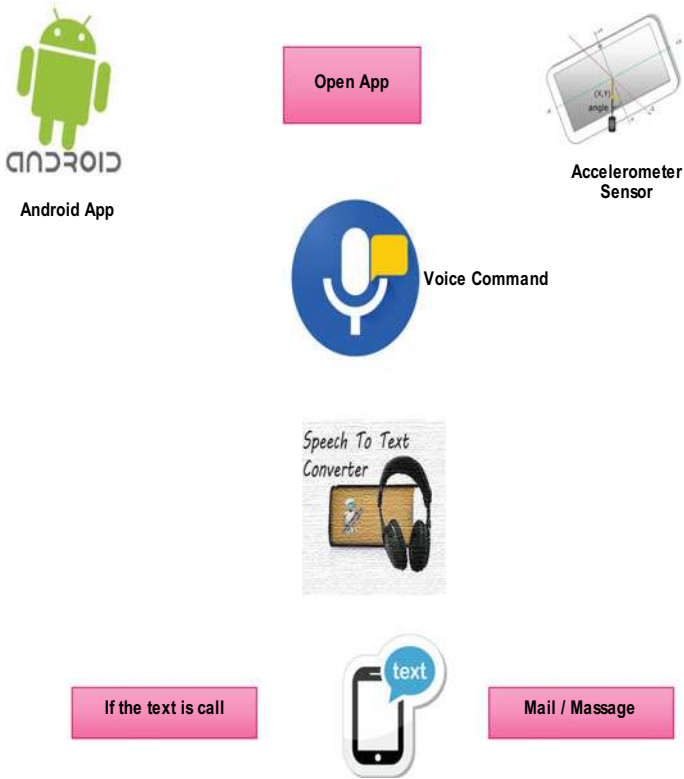 Open App
(X,Y)
angle
ANDROID
Accelerometer
Sensor
Android App
Voice Command
Speech To Text
Converter
text
If the text is call
Mail / Massage